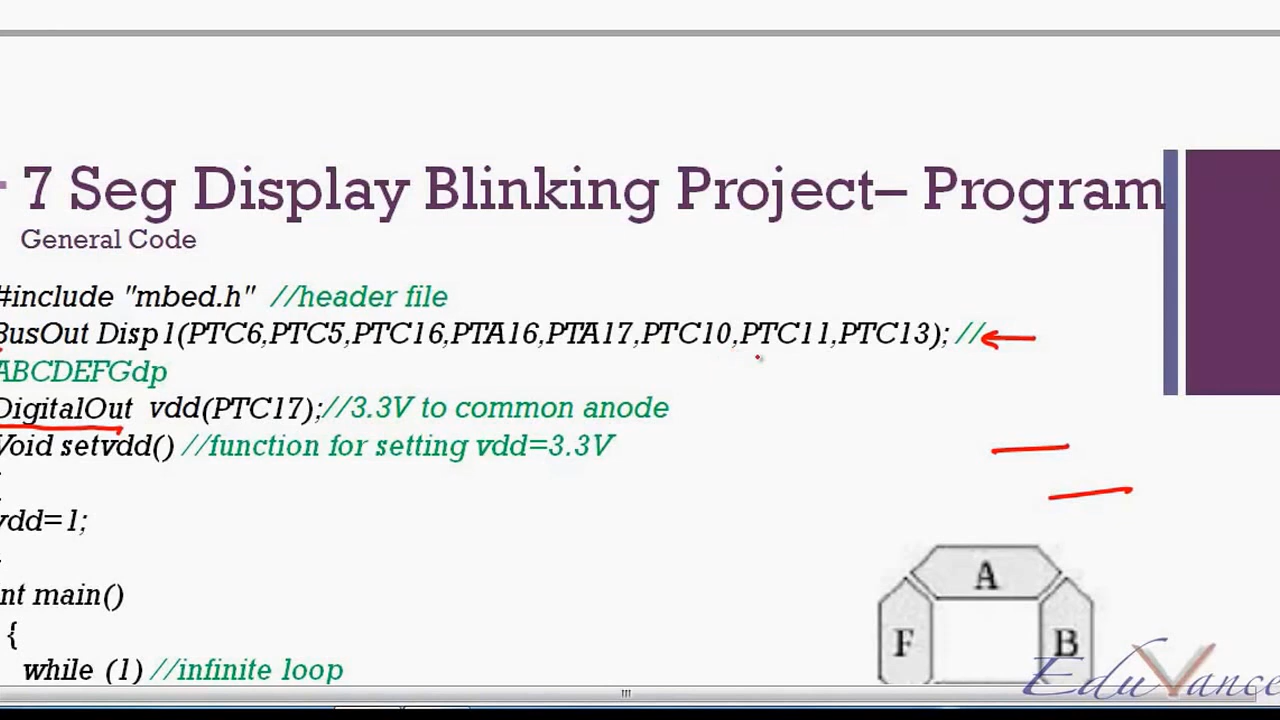 7 Seg Display Blinking Project– Program
General Code
#include "mbed.h" //header file
BusOut Disp1(PTC6,PTC5,PTC16,PTA16,PTA17,PTC10,PTC11,PTC13); //
ABCDEFGdp
DigitalOut vdd(PTC17);//3.3V to common anode
Void setvdd() //function for setting vdd=3.3V
vdd=1;
int main()
{
while (1) //infinite loop
A
F
B
EduVance